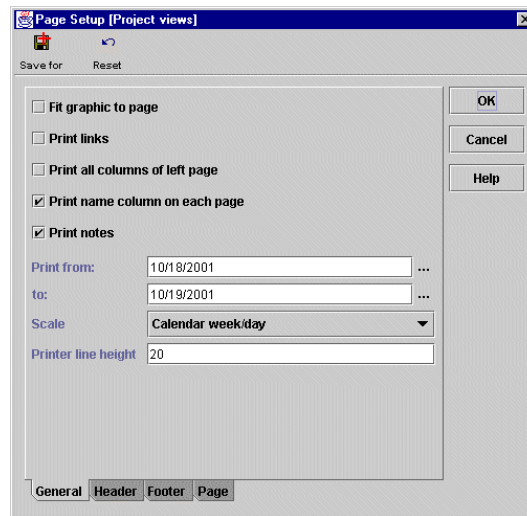 Page Setup [Project views]
Save for Reset
Fit graphic to page
Print links
Print all columns of left page
Print name column on each page
Print notes
Print from: 10/18/2001 ...
to: 10/19/2001 ...
Scale Calendar week/day
Printer line height 20
OK
Cancel
Help
General Header Footer Page